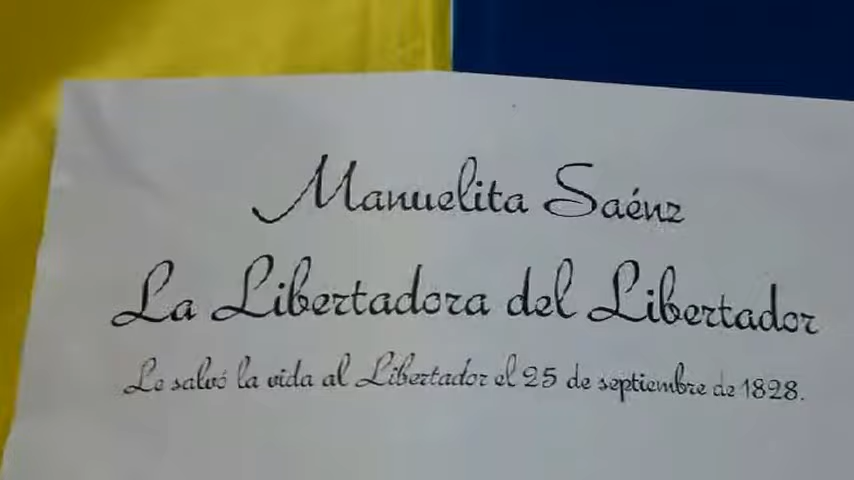 Manuelita Saénz
La Libertadora del Libertador
Le salvó la vida al Libertador el 25 de septiembre de 1828.